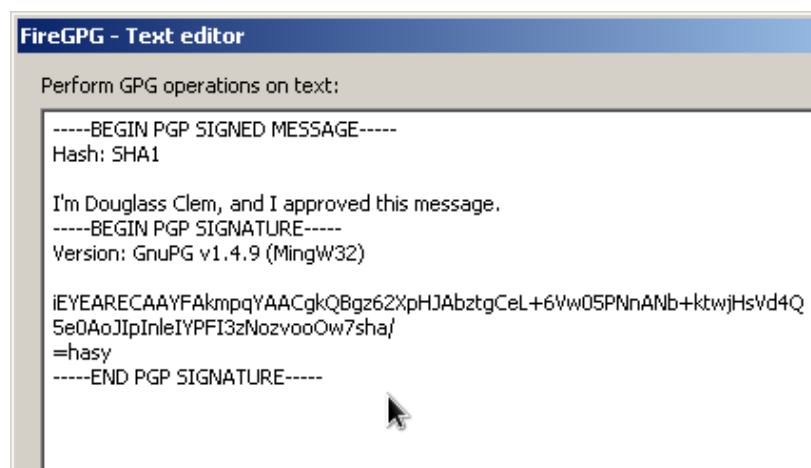 FireGPG - Text editor
Perform GPG operations on text:
-----BEGIN PGP SIGNED MESSAGE-----
Hash: SHA1
I'm Douglass Clem, and I approved this message.
-----BEGIN PGP SIGNATURE-----
Version: GnuPG v1.4.9 (MingW32)
iEYEARECAAYFAkmpqYAACgkQBgz62XpHJAbztgCeL+6Vw05PNnANb+ktwjHsVd4Q
5e0AoJIpInleIYPFI3zNozvooOw7sha/
=hasy
-----END PGP SIGNATURE-----